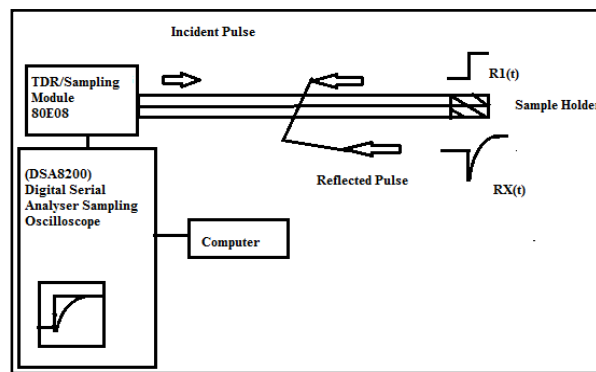 Incident Pulse
TDR/Sampling
Module
80E08
R1(t)
Sample Holder
Reflected Pulse
RX(t)
(DSA8200)
Digital Serial
Analyser Sampling
Oscilloscope
Computer